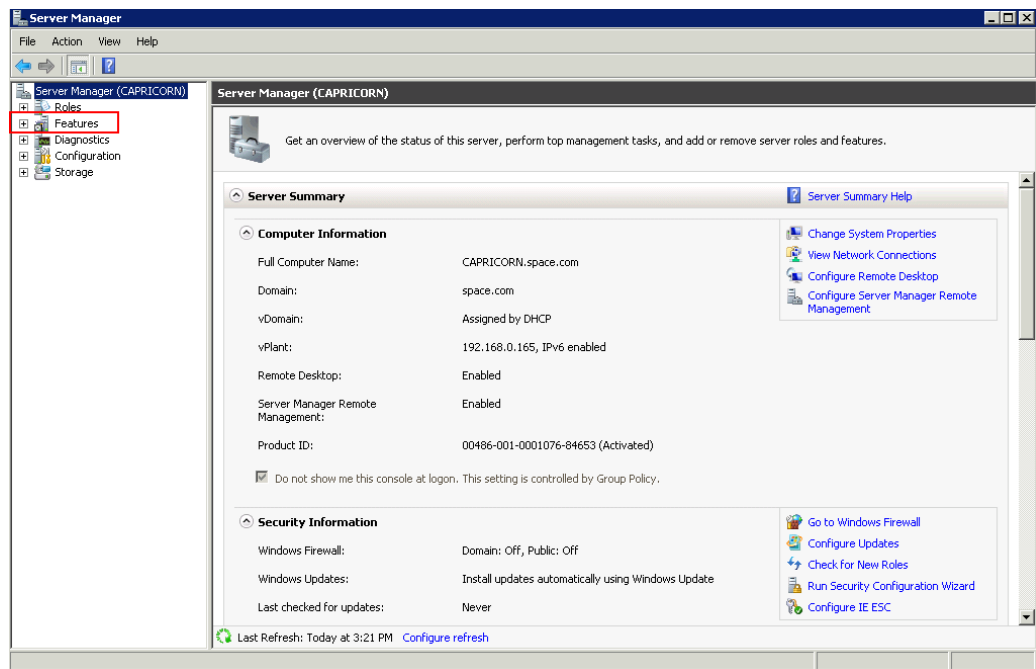 Server Manager
File Action View Help
Server Manager (CAPRICORN)
Roles
Features
Diagnostics
Configuration
Storage
Server Manager (CAPRICORN)
Get an overview of the status of this server, perform top management tasks, and add or remove server roles and features.
Server Summary
Server Summary Help
Computer Information
Full Computer Name: CAPRICORN.space.com
Domain: space.com
vDomain: Assigned by DHCP
vPlant: 192.168.0.165, IPv6 enabled
Remote Desktop: Enabled
Server Manager Remote Enabled
Management:
Product ID: 00486-001-0001076-84653 (Activated)
Do not show me this console at logon. This setting is controlled by Group Policy.
Change System Properties
View Network Connections
Configure Remote Desktop
Configure Server Manager Remote
Management
Security Information
Windows Firewall: Domain: Off, Public: Off
Windows Updates: Install updates automatically using Windows Update
Last checked for updates: Never
Go to Windows Firewall
Configure Updates
Check for New Roles
Run Security Configuration Wizard
Configure IE ESC
Last Refresh: Today at 3:21 PM Configure refresh